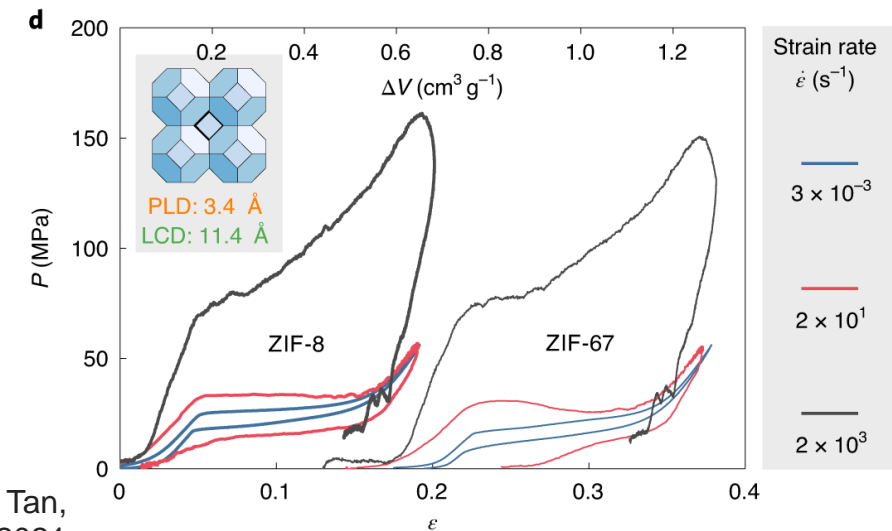 d
200
150
100
50
0
P (MPa)
0.2 0.4 0.6 0.8 1.0 1.2
ΔV (cm³ g⁻¹)
PLD: 3.4 Å
LCD: 11.4 Å
ZIF-8
ZIF-67
0 0.1 0.2 0.3 0.4
ε
Strain rate
ε̇ (s⁻¹)
3 × 10⁻³
2 × 10¹
2 × 10³
Tan,